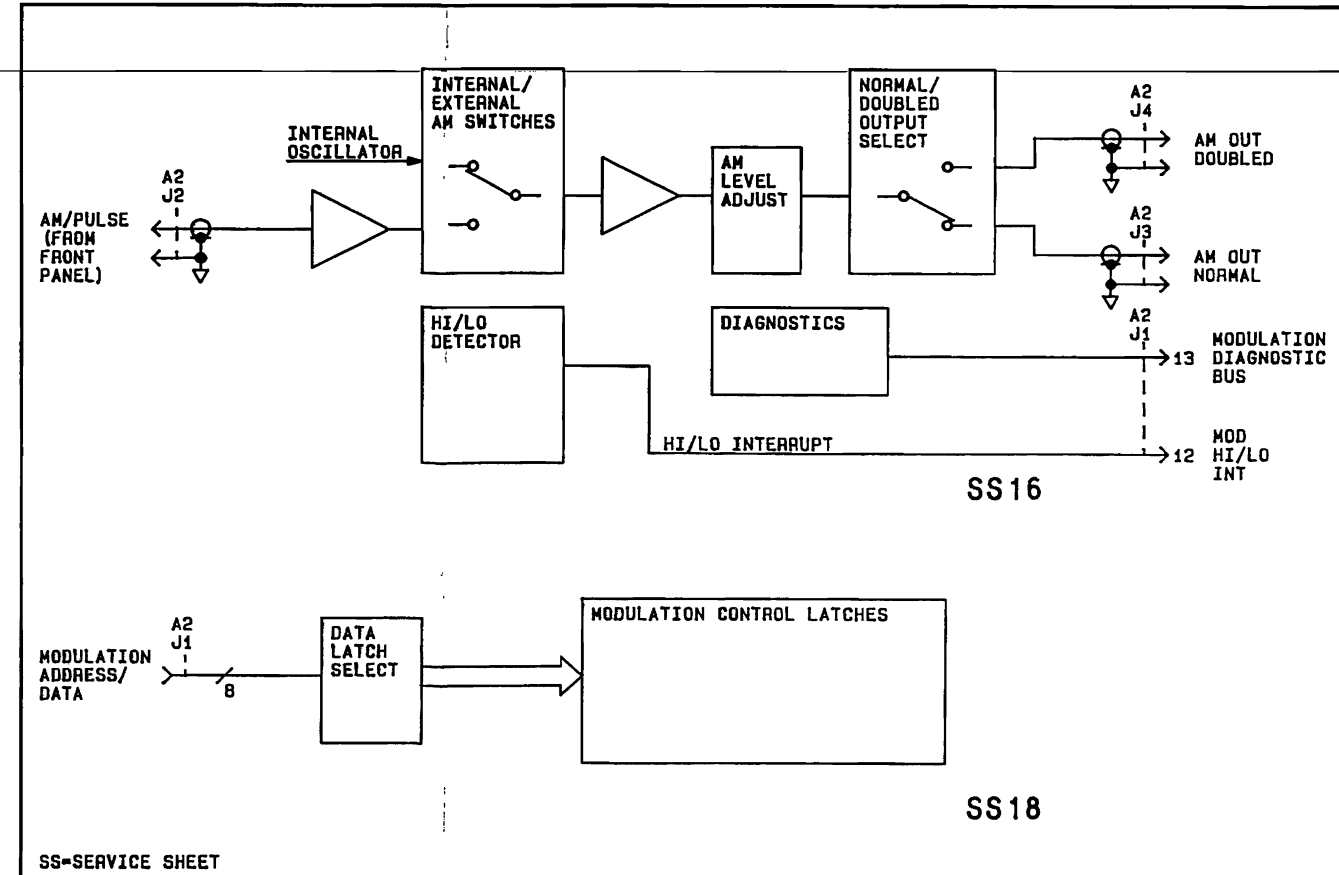 INTERNAL/
EXTERNAL
AM SWITCHES
NORMAL/
DOUBLED
OUTPUT
SELECT
A2
J4
AM OUT
DOUBLED
INTERNAL
OSCILLATOR
AM
LEVEL
ADJUST
A2
J2
AM/PULSE
(FROM
FRONT
PANEL)
A2
J3
AM OUT
NORMAL
HI/LO
DETECTOR
DIAGNOSTICS
A2
J1
13
MODULATION
DIAGNOSTIC
BUS
HI/LO INTERRUPT
12
MOD
HI/LO
INT
SS16
A2
J1
MODULATION
ADDRESS/
DATA
8
DATA
LATCH
SELECT
MODULATION CONTROL LATCHES
SS18
SS=SERVICE SHEET